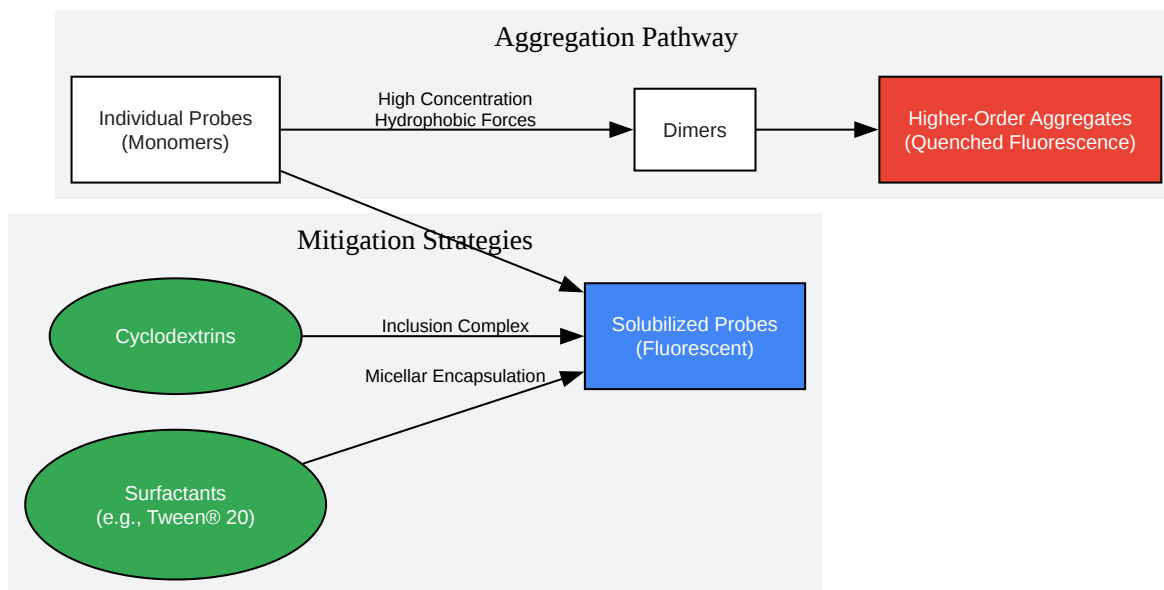 Aggregation Pathway
Individual Probes
(Monomers)
High Concentration
Hydrophobic Forces
Dimers
Higher-Order Aggregates
(Quenched Fluorescence)
Mitigation Strategies
Cyclodextrins
Inclusion Complex
Solubilized Probes
(Fluorescent)
Micellar Encapsulation
Surfactants
(e.g., Tween® 20)